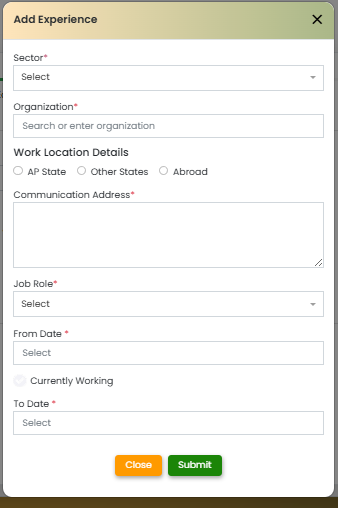 Add Experience
Sector*
Select
Organization*
Search or enter organization
Work Location Details
AP State Other States Abroad
Communication Address*
Job Role*
Select
From Date *
Select
Currently Working
To Date *
Select
Close Submit